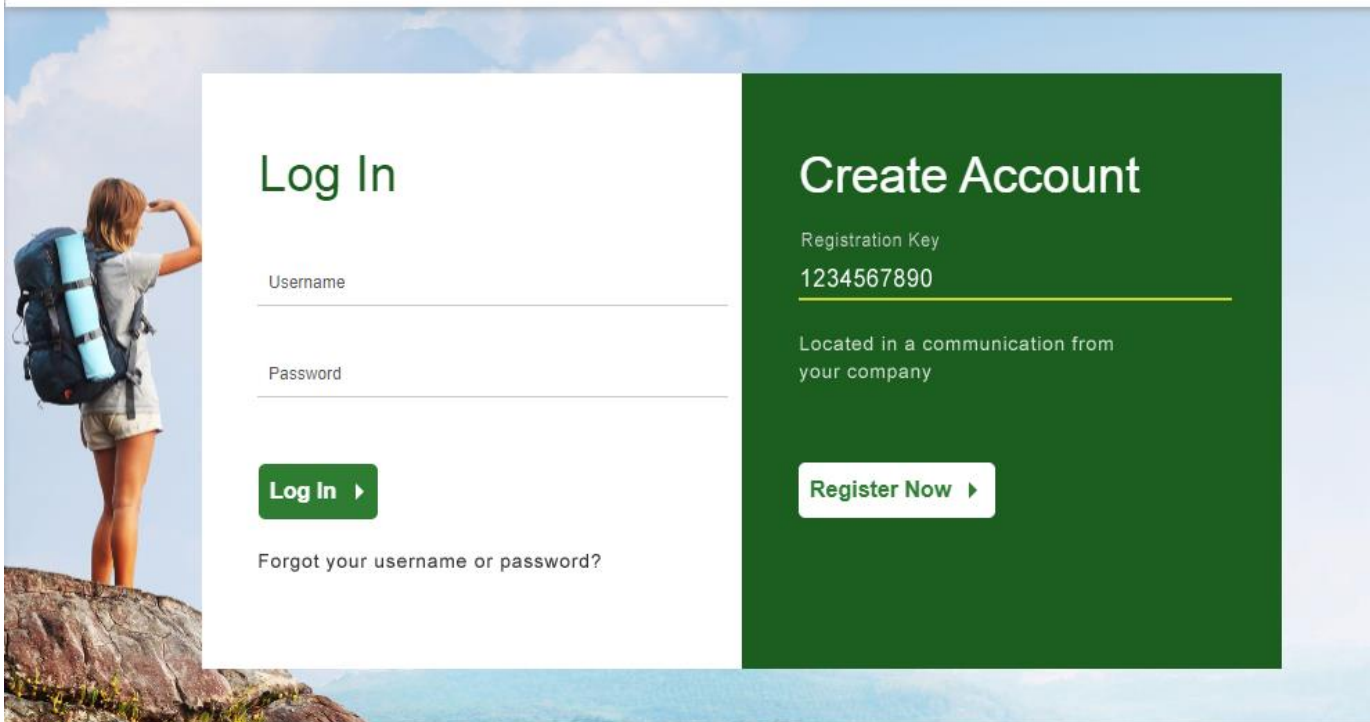 Log In
Username
Password
Log In
Forgot your username or password?
Create Account
Registration Key
1234567890
Located in a communication from
your company
Register Now